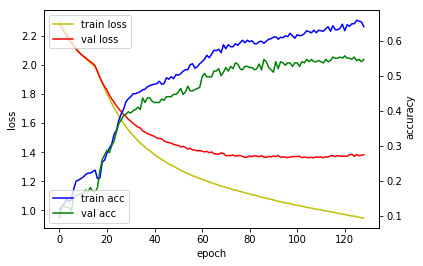 train loss
val loss
train acc
val acc
2.2
2.0
1.8
1.6
1.4
1.2
1.0
0.6
0.5
0.4
0.3
0.2
0.1
0 20 40 60 80 100 120
loss
accuracy
epoch